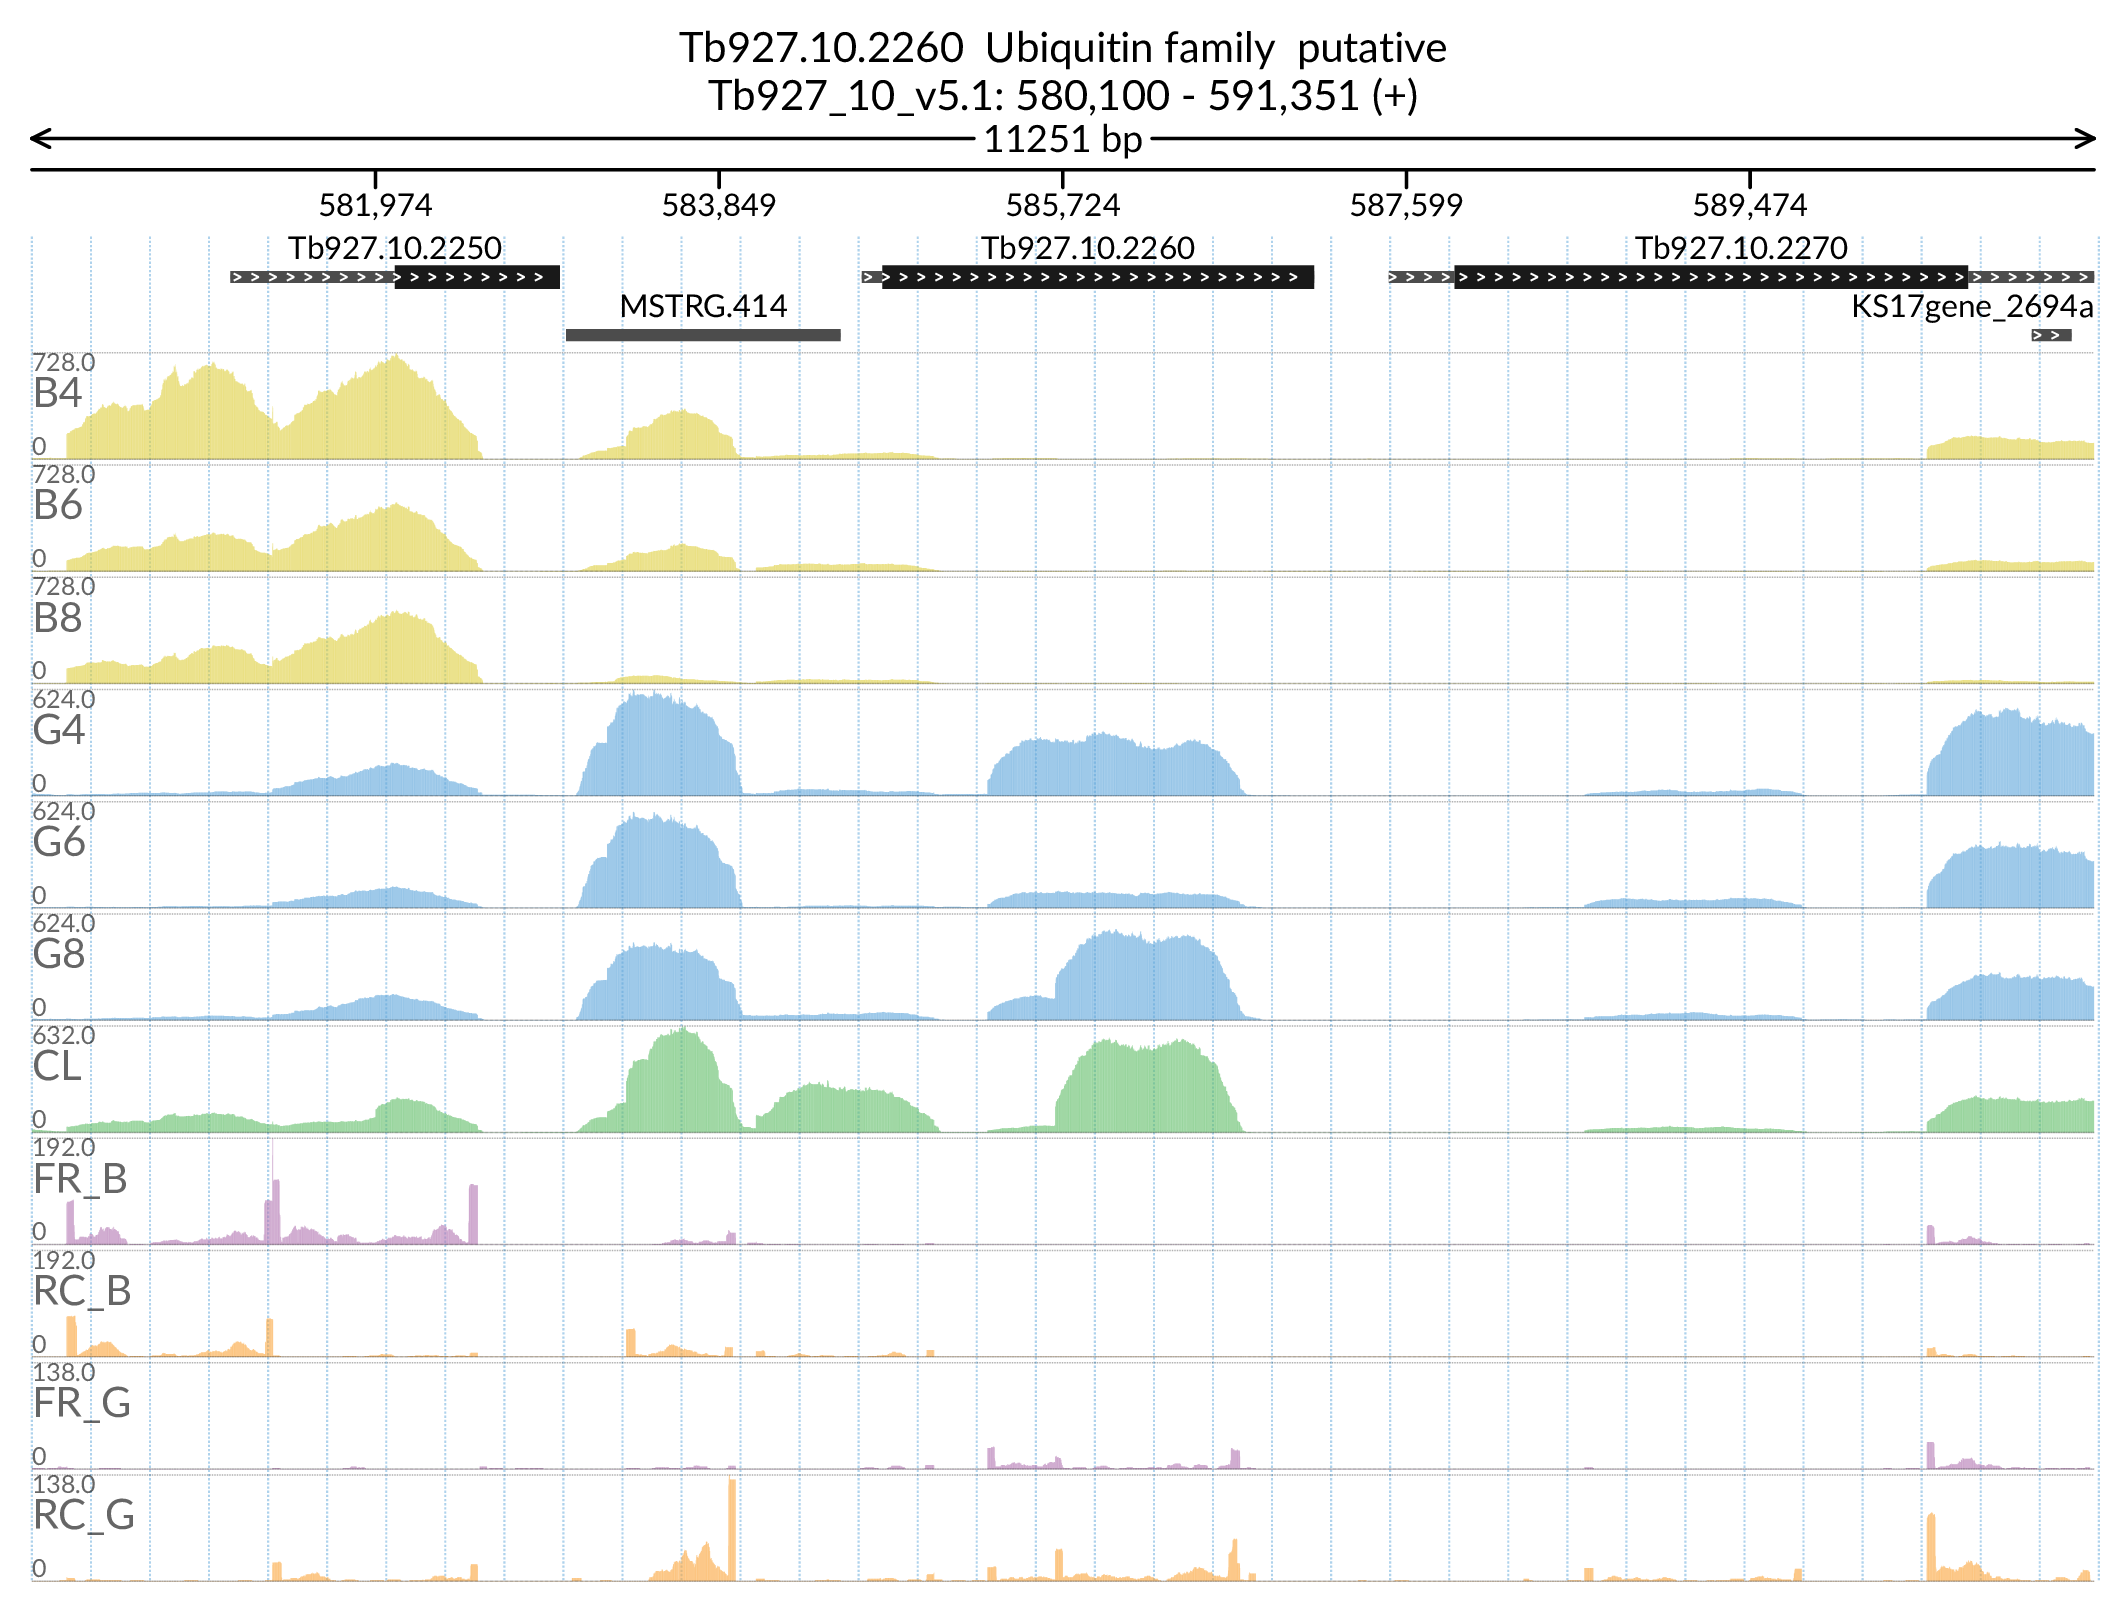 Tb927.10.2260  Ubiquitin family  putative
Tb927_10_v5.1: 580,100 - 591,351 (+)
11251 bp
581,974 583,849 585,724 587,599 589,474
Tb927.10.2250 Tb927.10.2260 Tb927.10.2270
MSTRG.414 KS17gene_2694a
728.0
B4
0
728.0
B6
0
728.0
B8
0
624.0
G4
0
624.0
G6
0
624.0
G8
0
632.0
CL
0
192.0
FR_B
0
192.0
RC_B
0
138.0
FR_G
0
138.0
RC_G
0